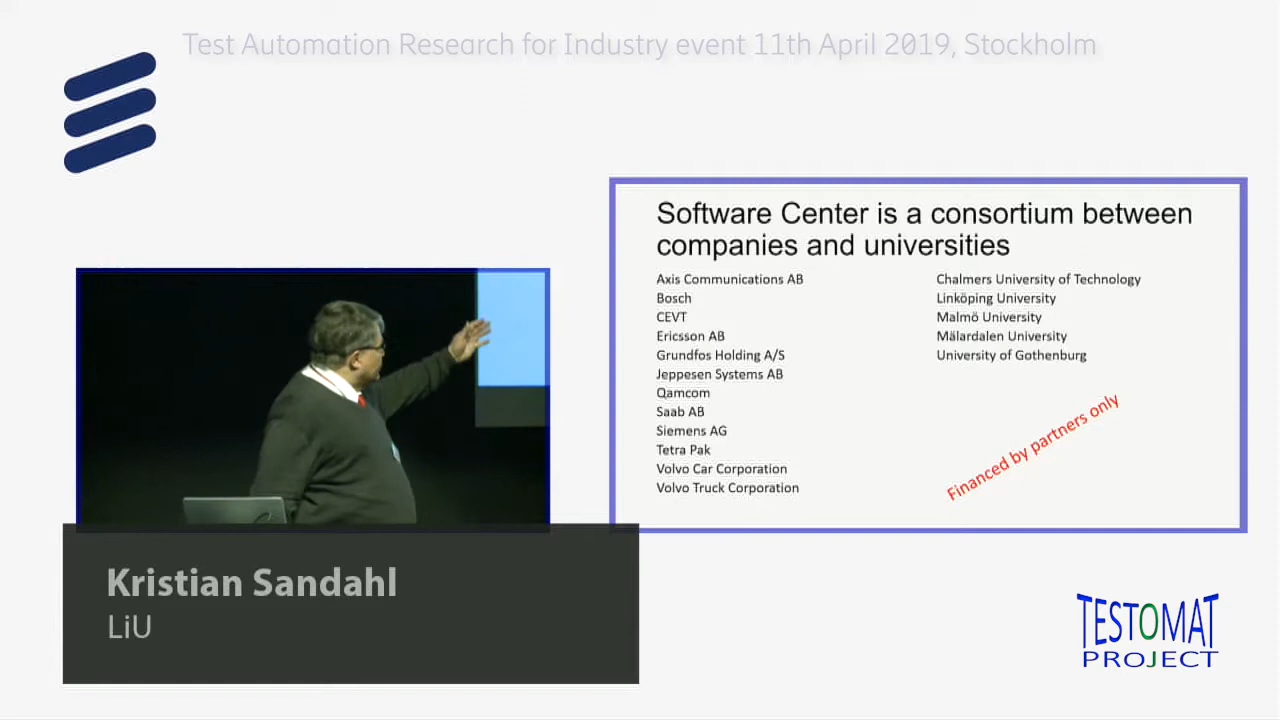 Test Automation Research for Industry event 11th April 2019, Stockholm
Software Center is a consortium between
companies and universities
Axis Communications AB
Bosch
CEVT
Ericsson AB
Grundfos Holding A/S
Jeppesen Systems AB
Qamcom
Saab AB
Siemens AG
Tetra Pak
Volvo Car Corporation
Volvo Truck Corporation
Chalmers University of Technology
Linköping University
Malmö University
Mälardalen University
University of Gothenburg
Financed by partners only
Kristian Sandahl
LiU
TESTOMAT
PROJECT